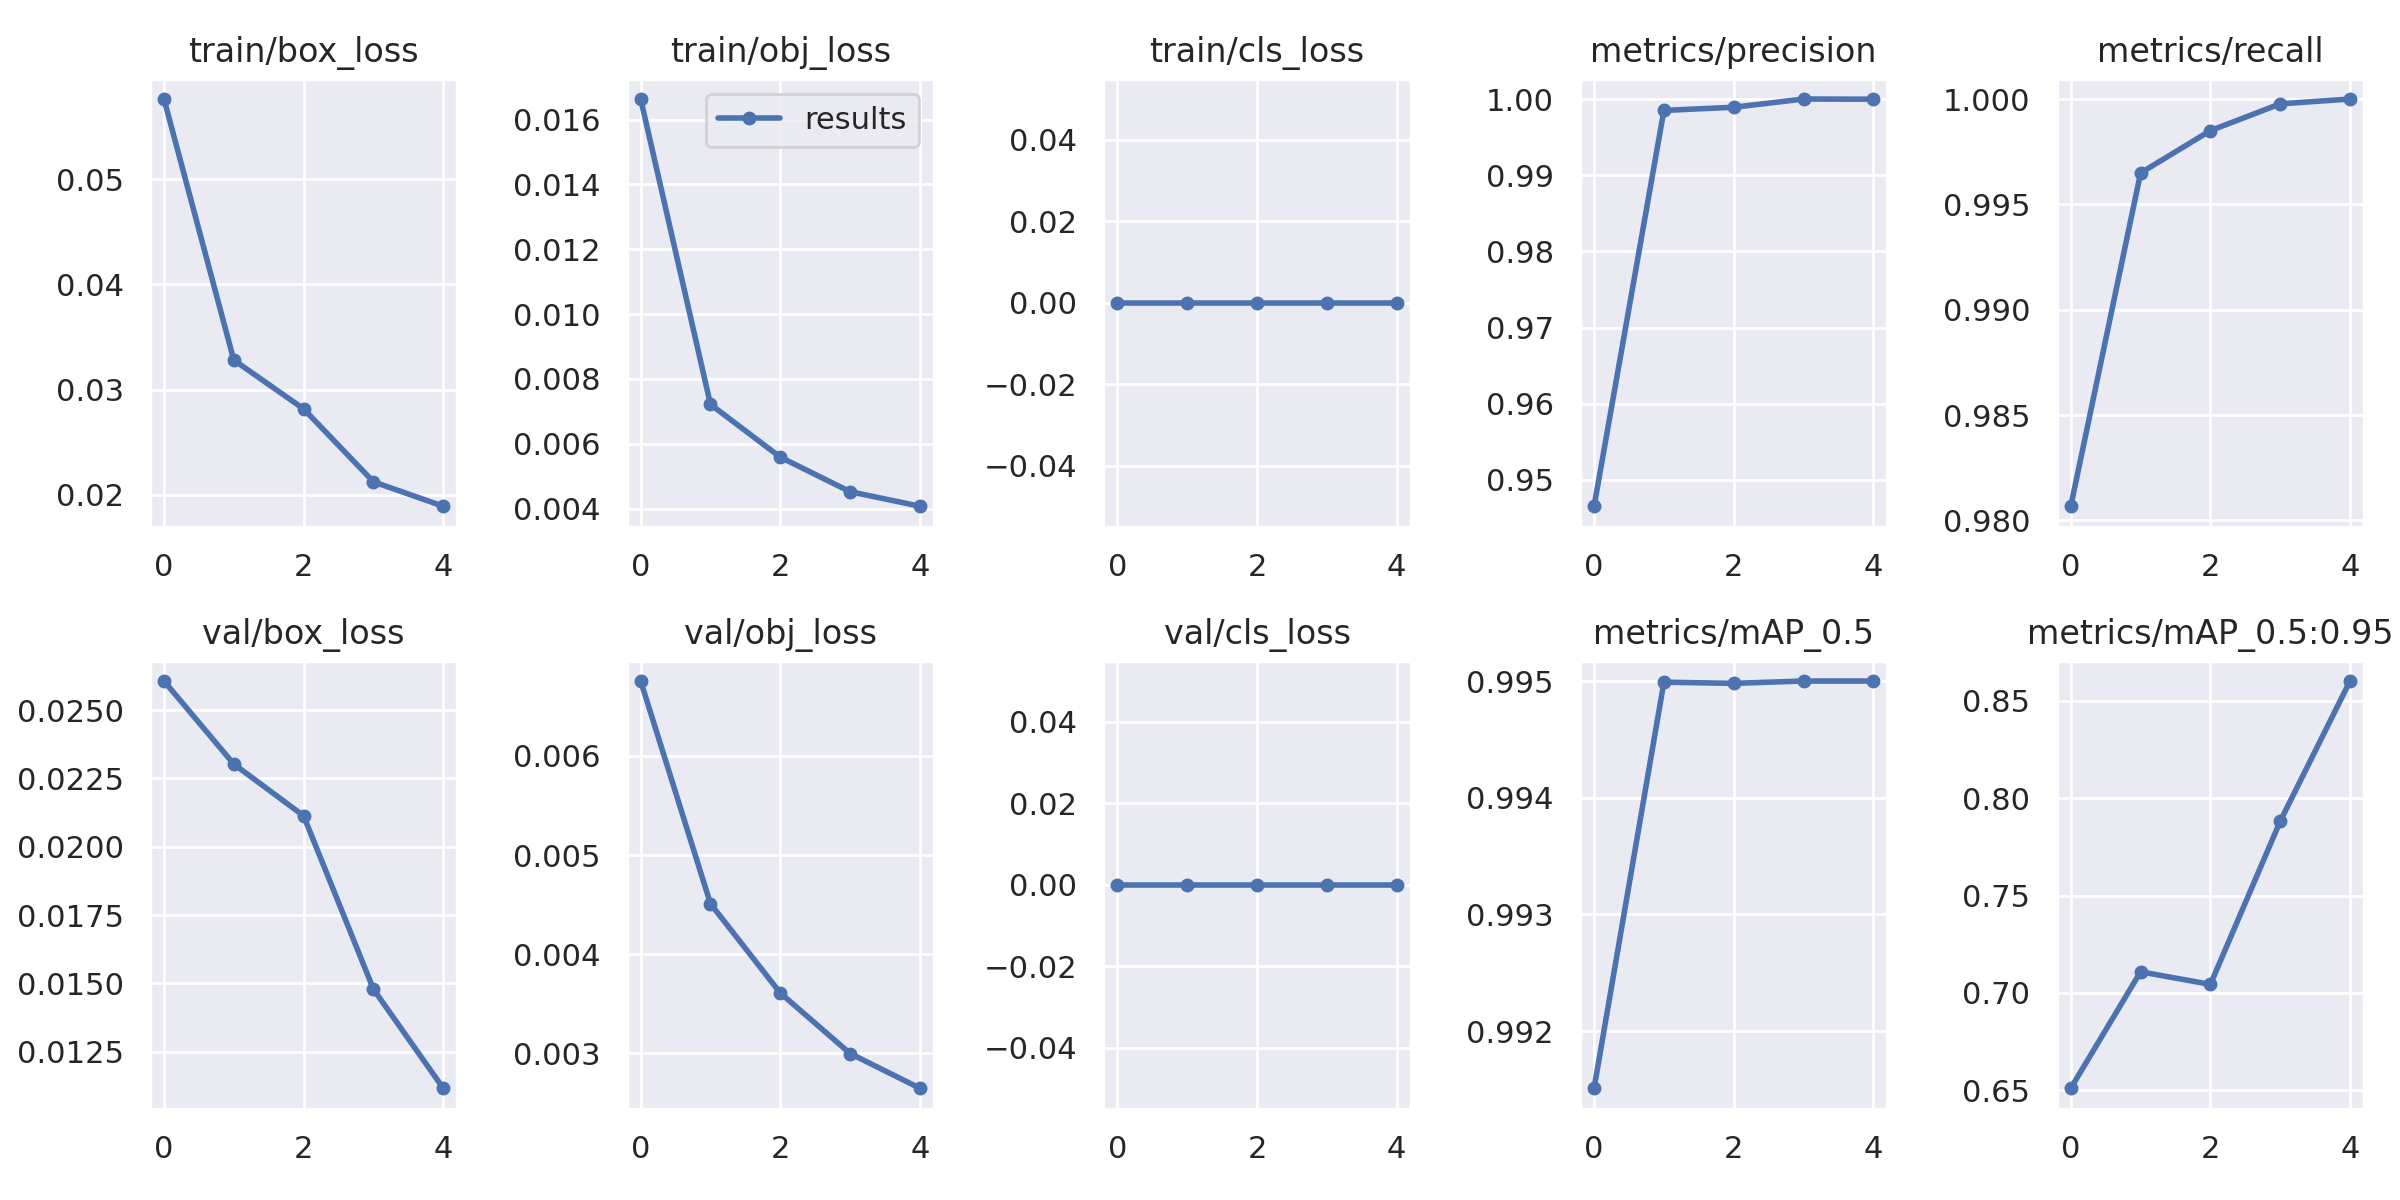 train/box_loss
0.05
0.04
0.03
0.02
0 2 4
train/obj_loss
results
0.016
0.014
0.012
0.010
0.008
0.006
0.004
0 2 4
train/cls_loss
0.04
0.02
0.00
−0.02
−0.04
0 2 4
metrics/precision
1.00
0.99
0.98
0.97
0.96
0.95
0 2 4
metrics/recall
1.000
0.995
0.990
0.985
0.980
0 2 4
val/box_loss
0.0250
0.0225
0.0200
0.0175
0.0150
0.0125
0 2 4
val/obj_loss
0.006
0.005
0.004
0.003
0 2 4
val/cls_loss
0.04
0.02
0.00
−0.02
−0.04
0 2 4
metrics/mAP_0.5
0.995
0.994
0.993
0.992
0 2 4
metrics/mAP_0.5:0.95
0.85
0.80
0.75
0.70
0.65
0 2 4